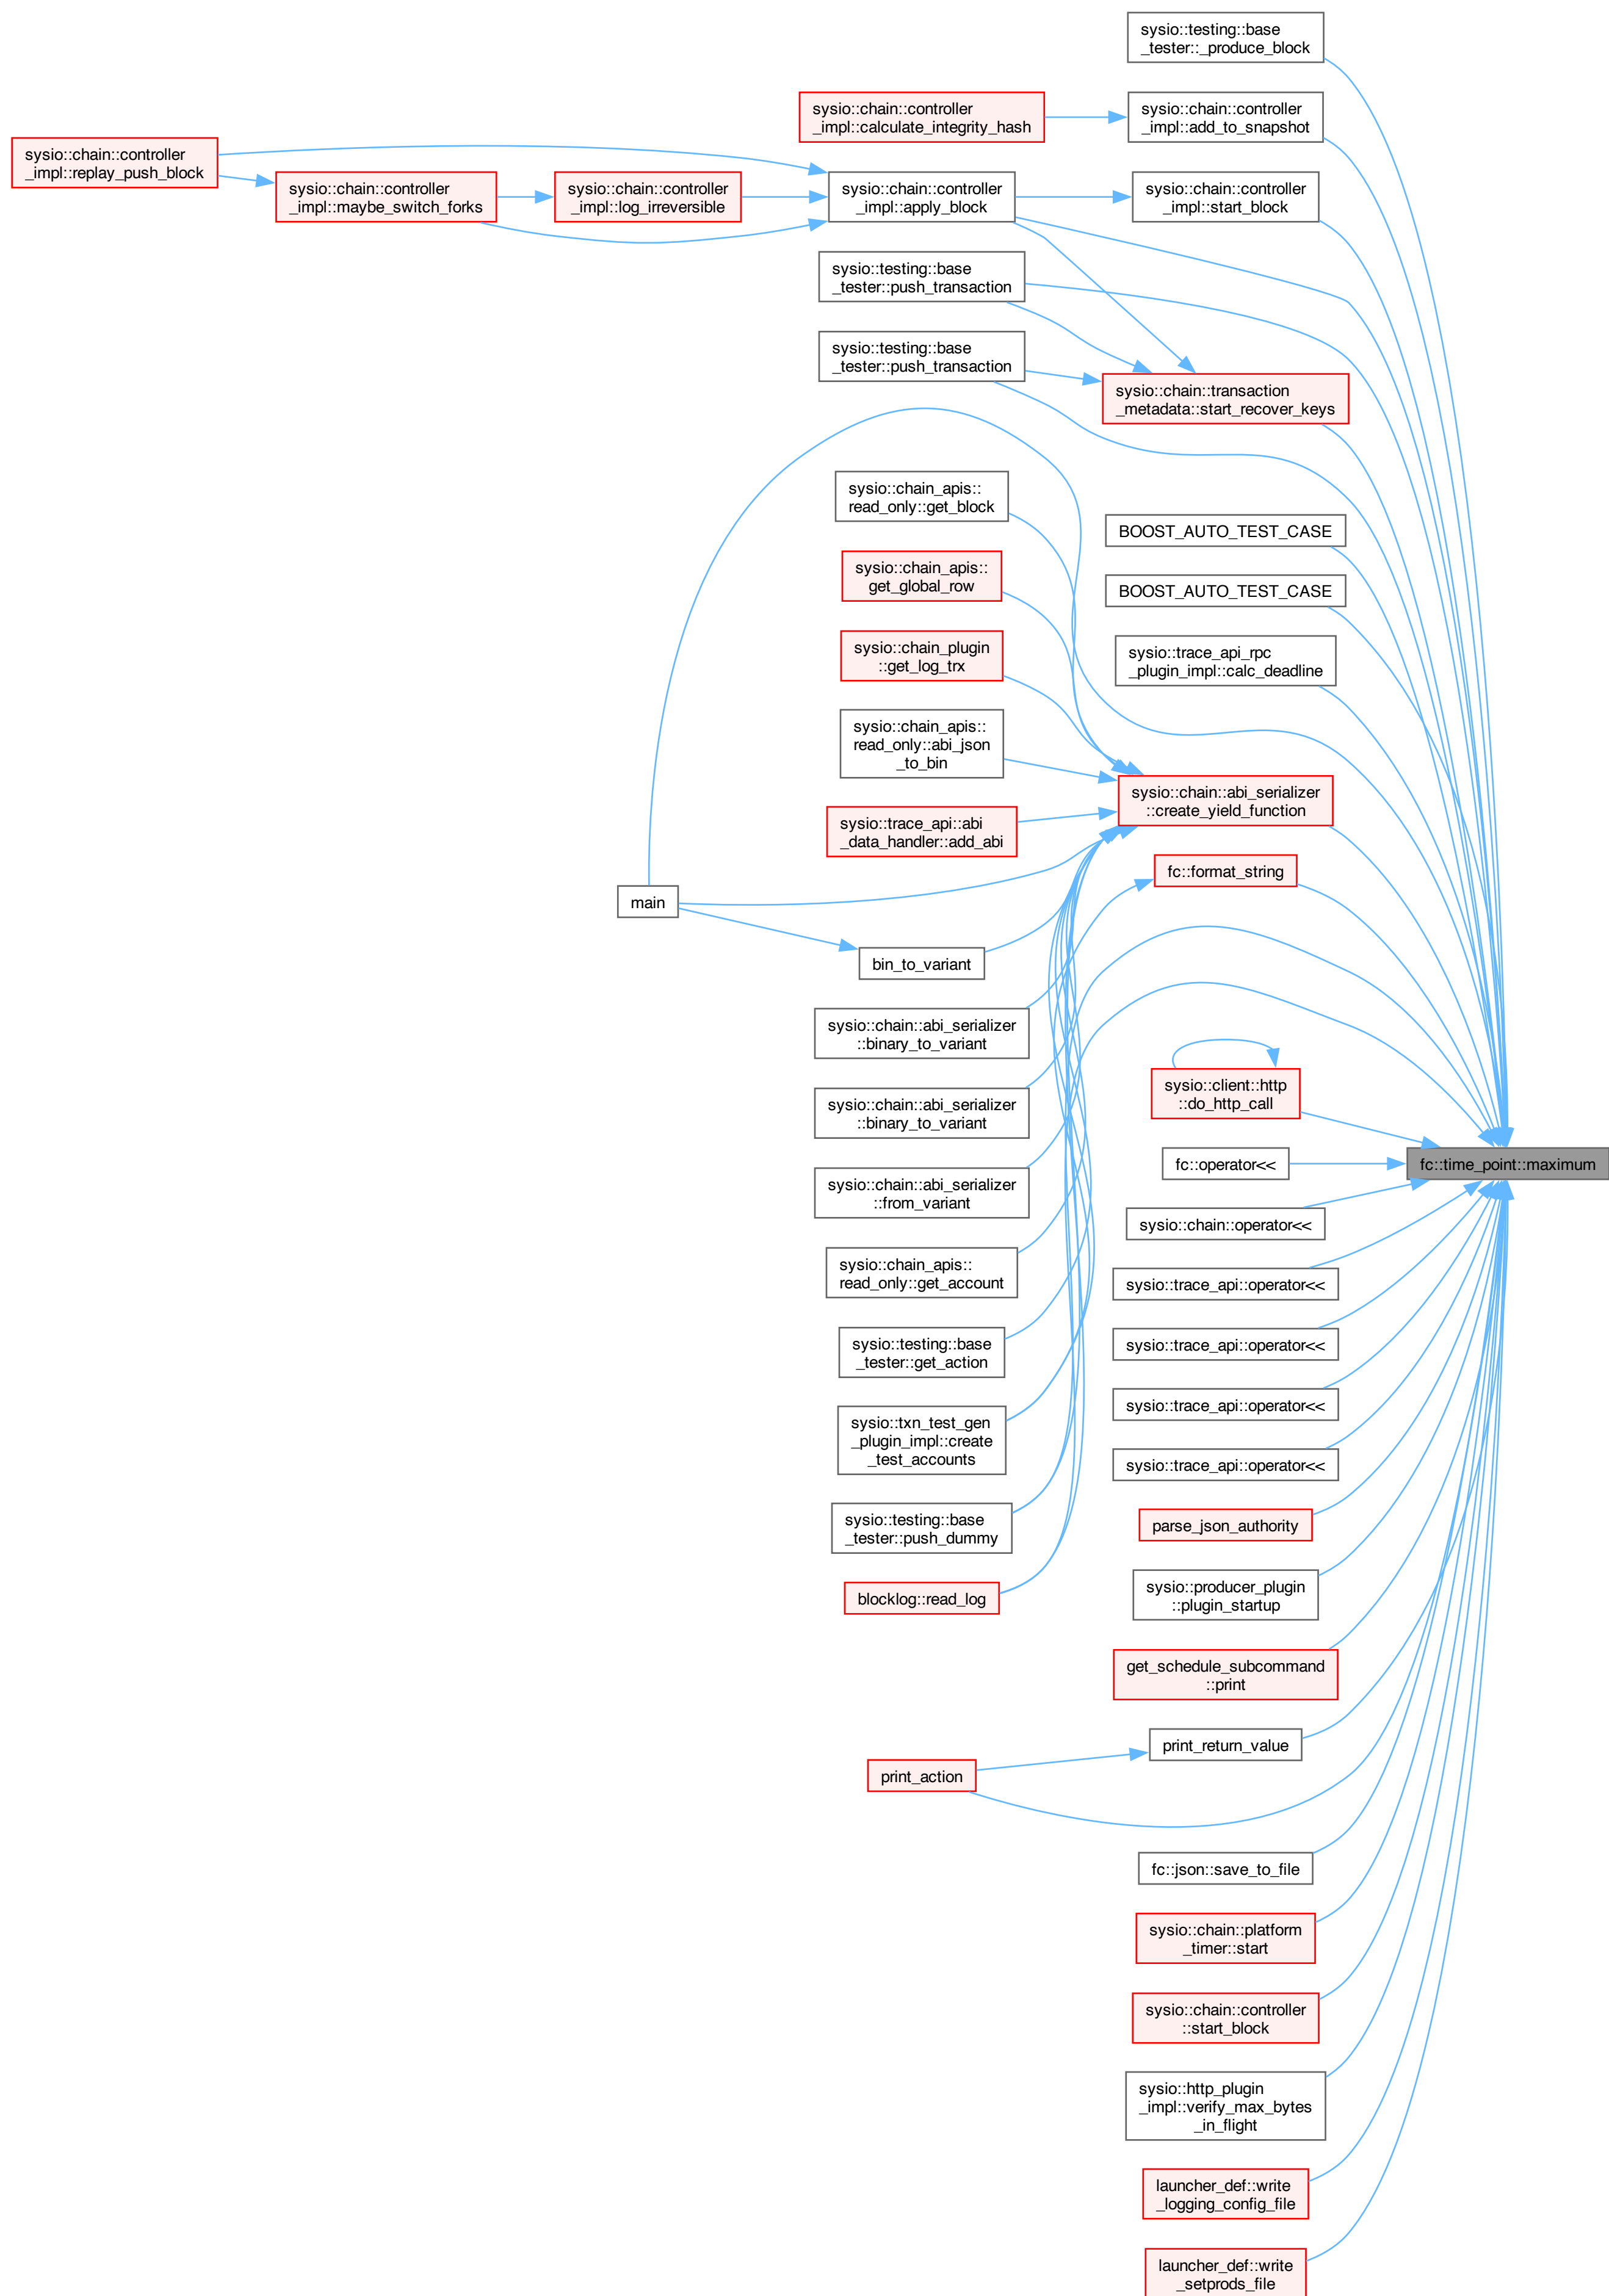 sysio::testing::base
_tester::_produce_block
sysio::chain::controller
_impl::calculate_integrity_hash
sysio::chain::controller
_impl::add_to_snapshot
sysio::chain::controller
_impl::replay_push_block
sysio::chain::controller
_impl::maybe_switch_forks
sysio::chain::controller
_impl::log_irreversible
sysio::chain::controller
_impl::apply_block
sysio::chain::controller
_impl::start_block
sysio::testing::base
_tester::push_transaction
sysio::testing::base
_tester::push_transaction
sysio::chain::transaction
_metadata::start_recover_keys
sysio::chain_apis::
read_only::get_block
BOOST_AUTO_TEST_CASE
sysio::chain_apis::
get_global_row
BOOST_AUTO_TEST_CASE
sysio::chain_plugin
::get_log_trx
sysio::trace_api_rpc
_plugin_impl::calc_deadline
sysio::chain_apis::
read_only::abi_json
_to_bin
sysio::chain::abi_serializer
::create_yield_function
sysio::trace_api::abi
_data_handler::add_abi
fc::format_string
main
bin_to_variant
sysio::chain::abi_serializer
::binary_to_variant
sysio::chain::abi_serializer
::binary_to_variant
sysio::client::http
::do_http_call
fc::operator<<
fc::time_point::maximum
sysio::chain::abi_serializer
::from_variant
sysio::chain::operator<<
sysio::chain_apis::
read_only::get_account
sysio::trace_api::operator<<
sysio::testing::base
_tester::get_action
sysio::trace_api::operator<<
sysio::trace_api::operator<<
sysio::txn_test_gen
_plugin_impl::create
_test_accounts
sysio::trace_api::operator<<
sysio::testing::base
_tester::push_dummy
parse_json_authority
blocklog::read_log
sysio::producer_plugin
::plugin_startup
get_schedule_subcommand
::print
print_return_value
print_action
fc::json::save_to_file
sysio::chain::platform
_timer::start
sysio::chain::controller
::start_block
sysio::http_plugin
_impl::verify_max_bytes
_in_flight
launcher_def::write
_logging_config_file
launcher_def::write
_setprods_file